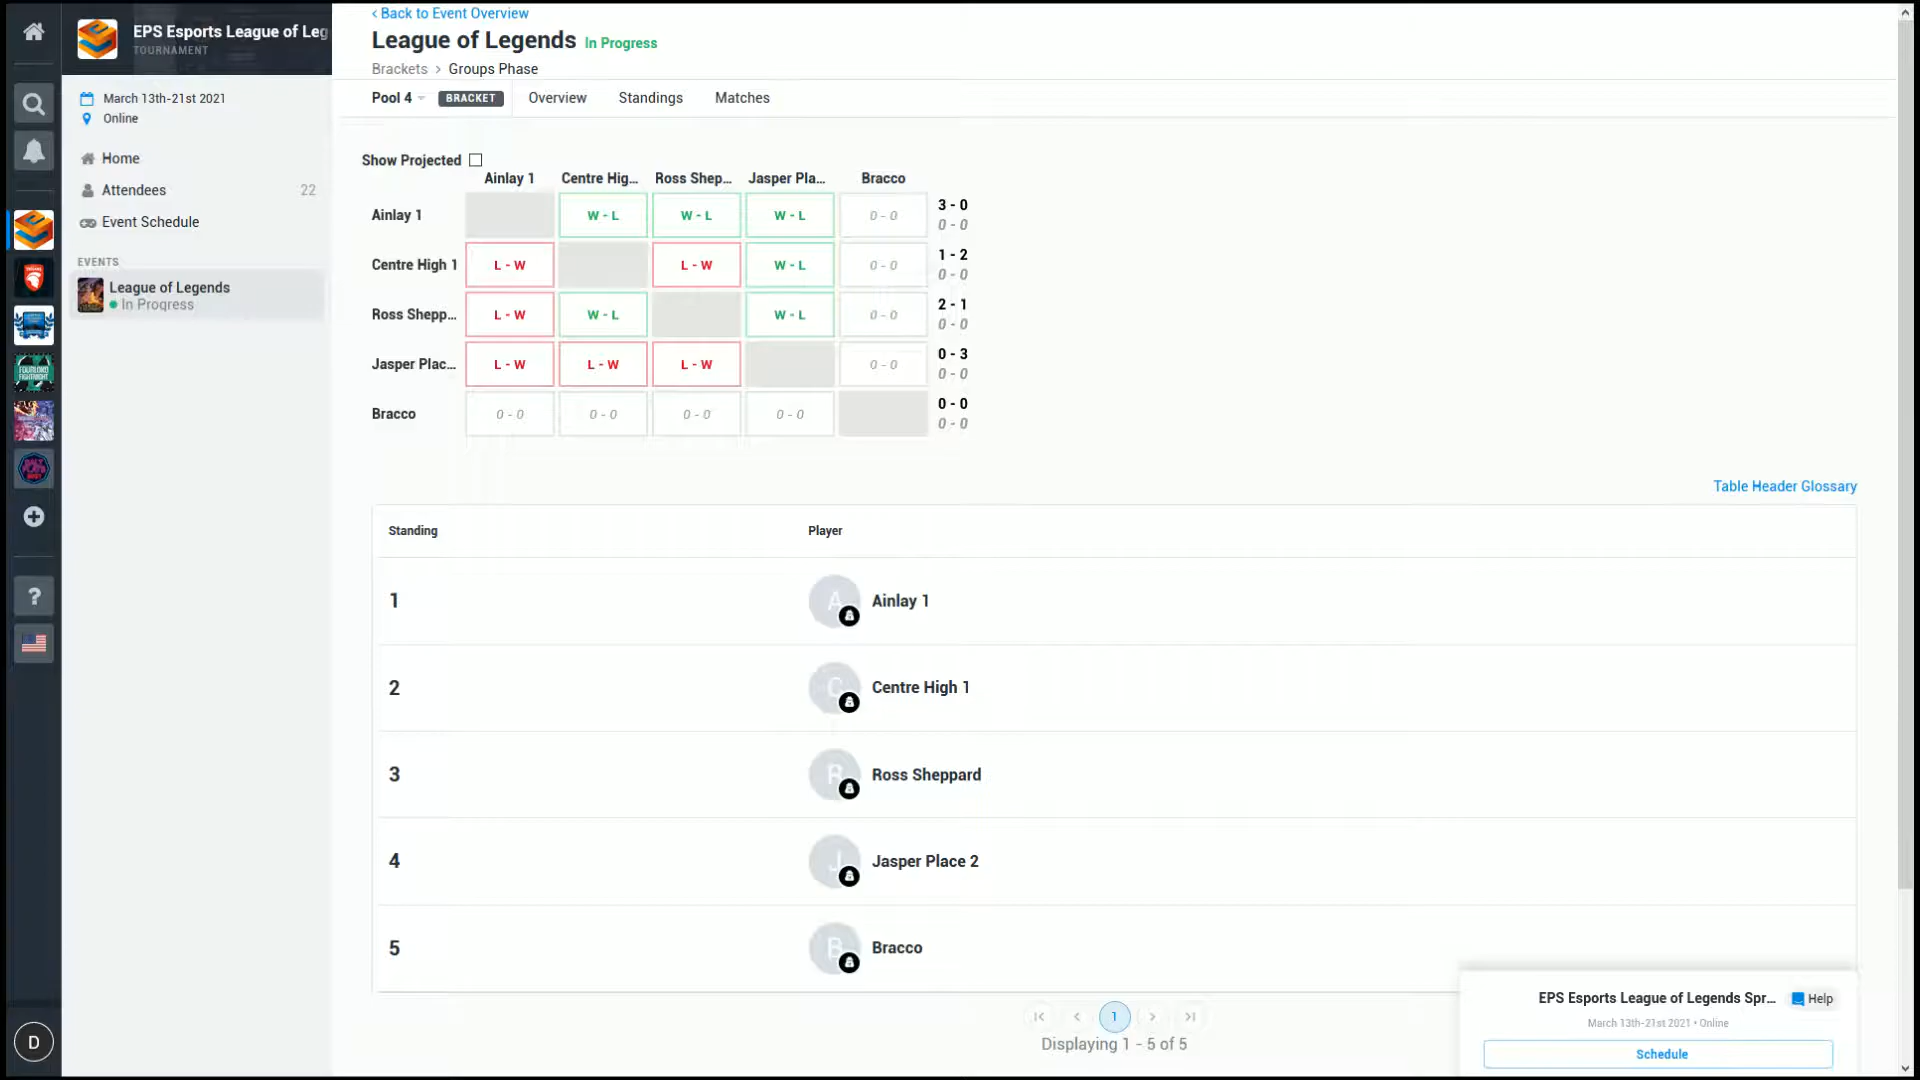 EPS Esports League of Leg
TOURNAMENT
March 13th-21st 2021
Online
Home
Attendees 22
Event Schedule
EVENTS
League of Legends
In Progress
Back to Event Overview
League of Legends In Progress
Brackets > Groups Phase
Pool 4 BRACKET Overview Standings Matches
Show Projected
Ainlay 1 Centre Hig... Ross Shep... Jasper Pla... Bracco
Ainlay 1 W - L W - L W - L 0 - 0 3 - 0
0 - 0
Centre High 1 L - W L - W W - L 0 - 0 1 - 2
0 - 0
Ross Shepp... L - W W - L W - L 0 - 0 2 - 1
0 - 0
Jasper Plac... L - W L - W L - W 0 - 0 0 - 3
0 - 0
Bracco 0 - 0 0 - 0 0 - 0 0 - 0 0 - 0
0 - 0
Table Header Glossary
Standing Player
1 A Ainlay 1
2 C Centre High 1
3 R Ross Sheppard
4 J Jasper Place 2
5 B Bracco
1
Displaying 1 - 5 of 5
EPS Esports League of Legends Spr... Help
March 13th-21st 2021 • Online
Schedule
?
D